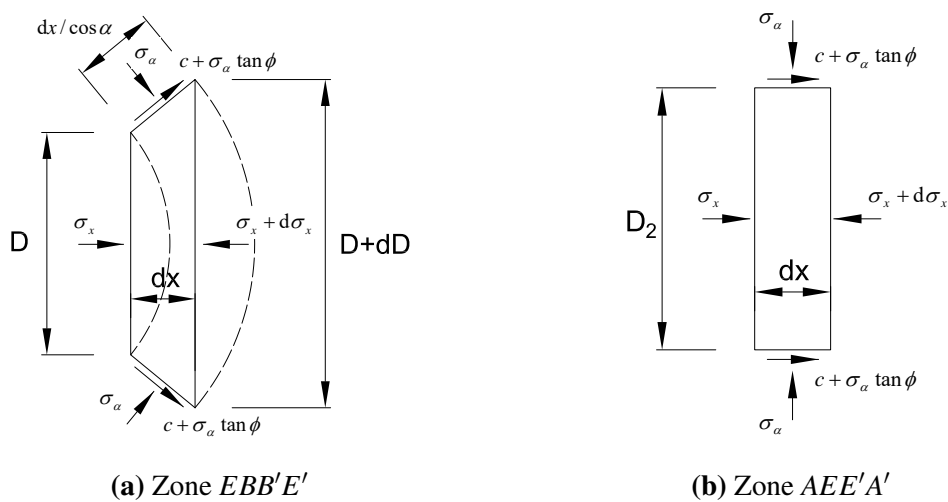 dx/cosα
σα
c + σα tan ϕ
D
σx
σx + dσx
D+dD
dx
σα
c + σα tan ϕ
(a) Zone EBB′E′
σα
c + σα tan ϕ
D2
σx
σx + dσx
dx
c + σα tan ϕ
σα
(b) Zone AEE′A′